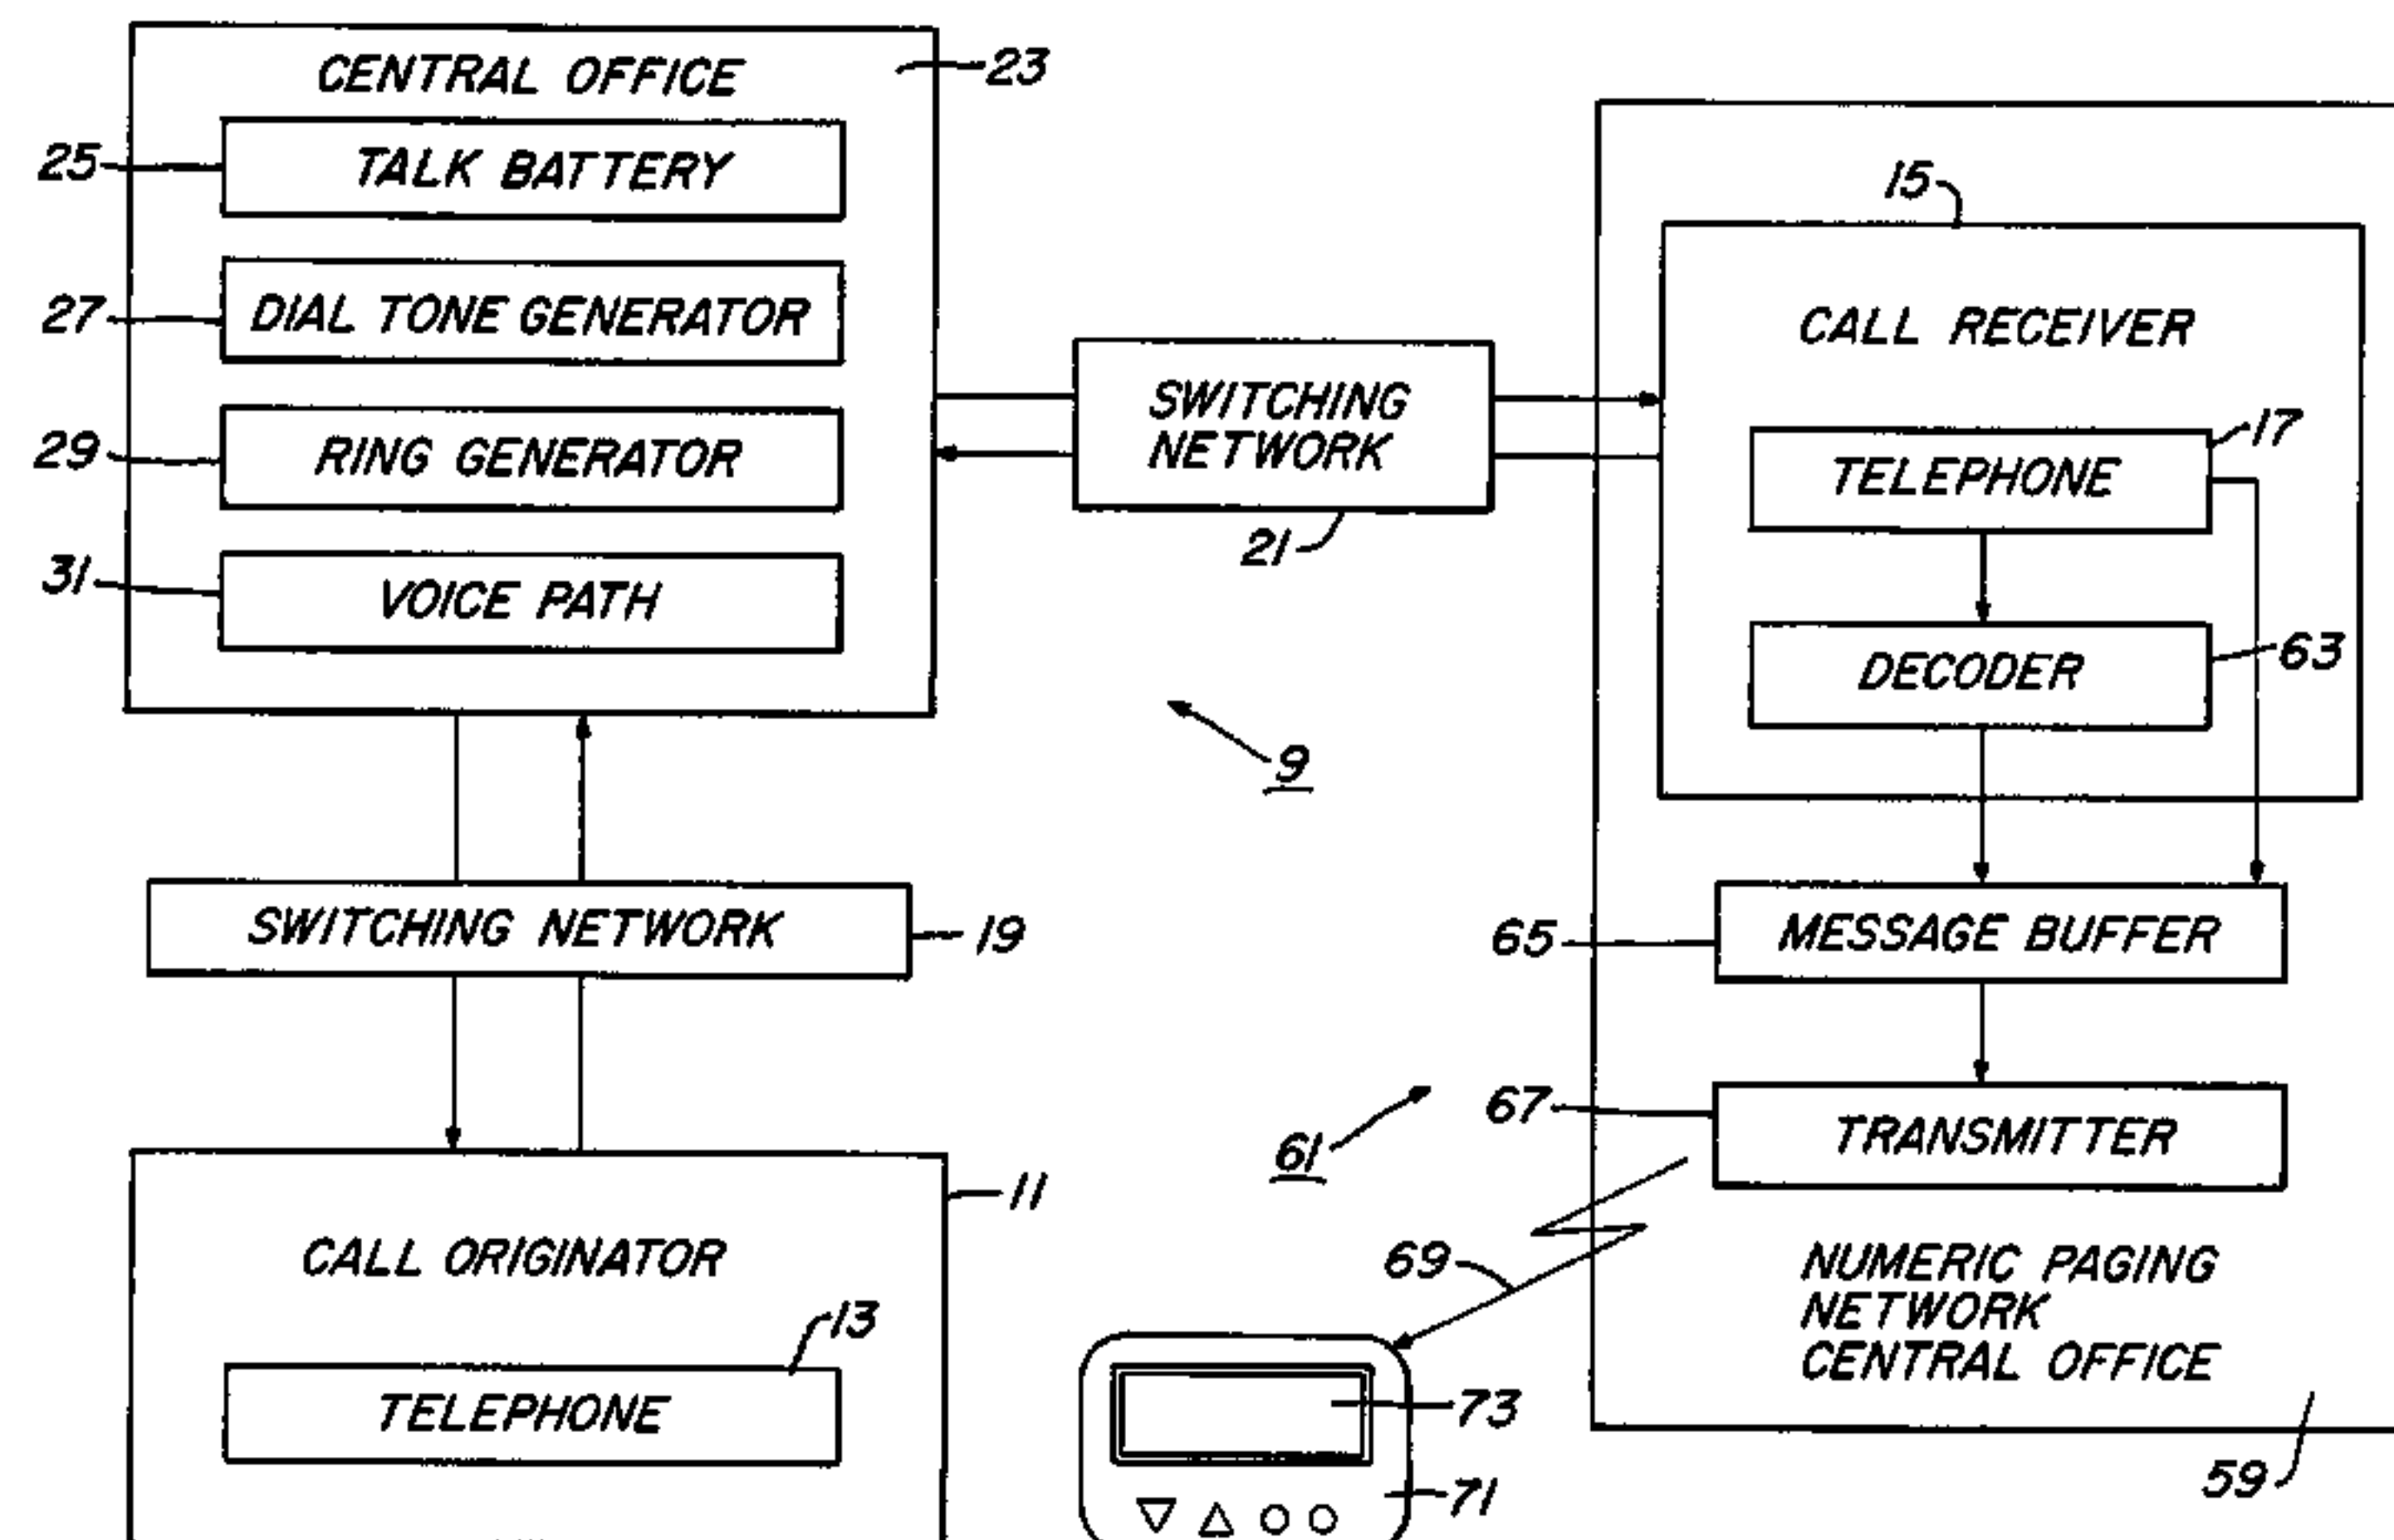 CENTRAL OFFICE
23
25
TALK BATTERY
27
DIAL TONE GENERATOR
29
RING GENERATOR
31
VOICE PATH
SWITCHING
NETWORK
21
15
CALL RECEIVER
17
TELEPHONE
DECODER
63
9
SWITCHING NETWORK
19
65
MESSAGE BUFFER
67
TRANSMITTER
61
11
CALL ORIGINATOR
13
TELEPHONE
69
NUMERIC PAGING
NETWORK
CENTRAL OFFICE
73
71
59